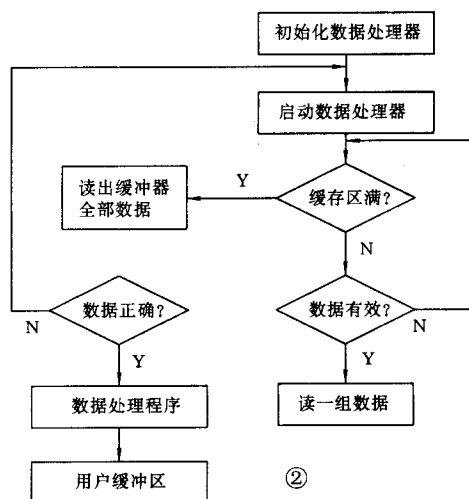 初始化数据处理器
启动数据处理器
读出缓冲器
全部数据
Y
缓存区满?
N
数据正确?
N
Y
数据有效?
N
Y
数据处理程序
读一组数据
用户缓冲区
②